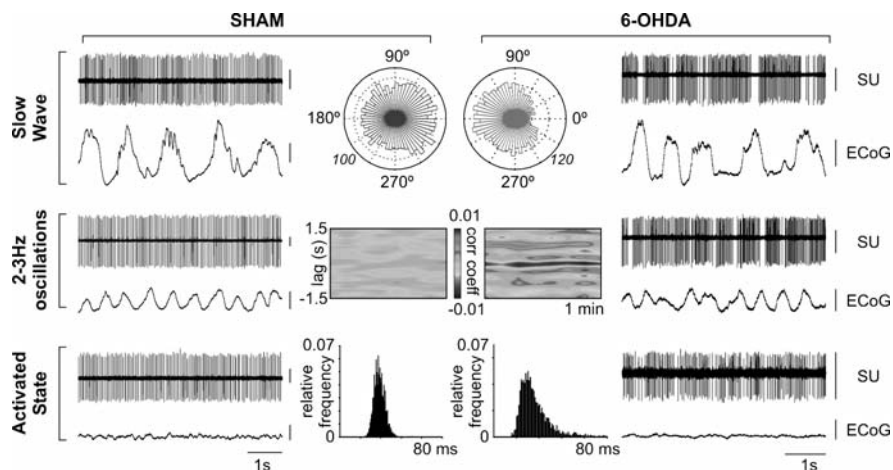 SHAM
6-OHDA
Slow
Wave
90º
180º
100
270º
90º
0º
120
270º
SU
ECoG
2-3Hz
oscillations
1.5
lag (s)
-1.5
0.01
corr
coeff
-0.01
1 min
SU
ECoG
Activated
State
0.07
relative
frequency
0
80 ms
0.07
relative
frequency
0
80 ms
SU
ECoG
1s
1s